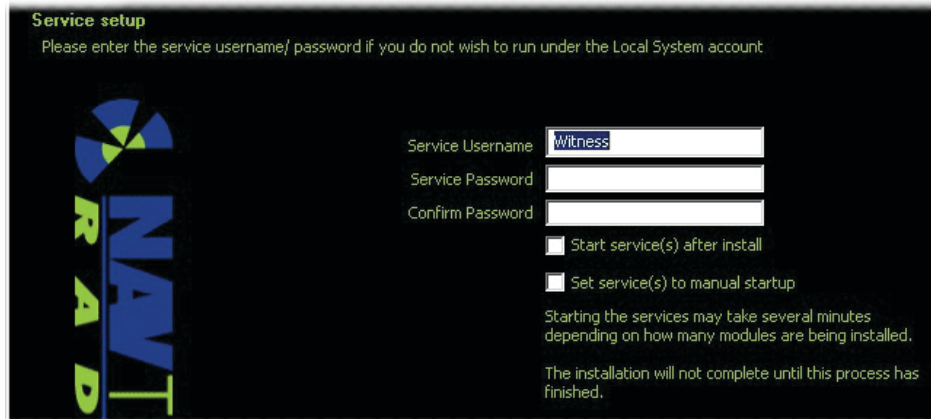 Service setup
Please enter the service username/ password if you do not wish to run under the Local System account
Service Username
Witness
Service Password
Confirm Password
Start service(s) after install
Set service(s) to manual startup
Starting the services may take several minutes
depending on how many modules are being installed.
The installation will not complete until this process has
finished.
NAVT
RAD